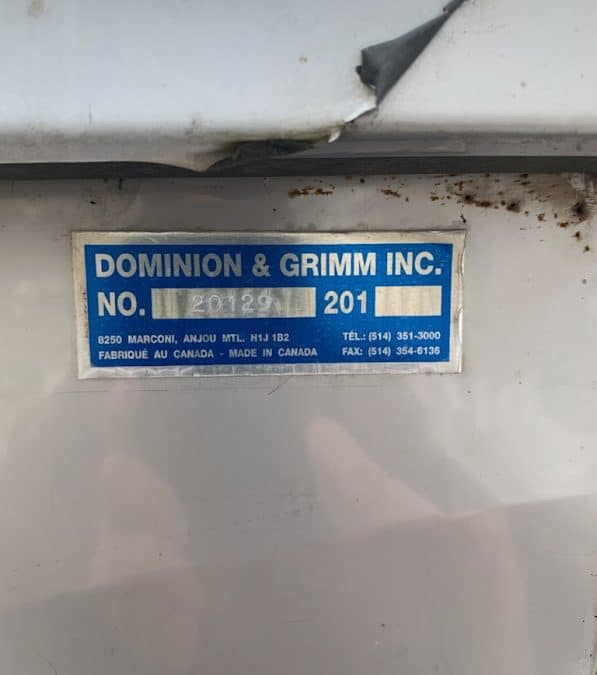 DOMINION & GRIMM INC.
NO. 20129 201
8250 MARCONI, ANJOU MTL. H1J 1B2 TÉL.: (514) 351-3000
FABRIQUÉ AU CANADA - MADE IN CANADA FAX: (514) 354-6136